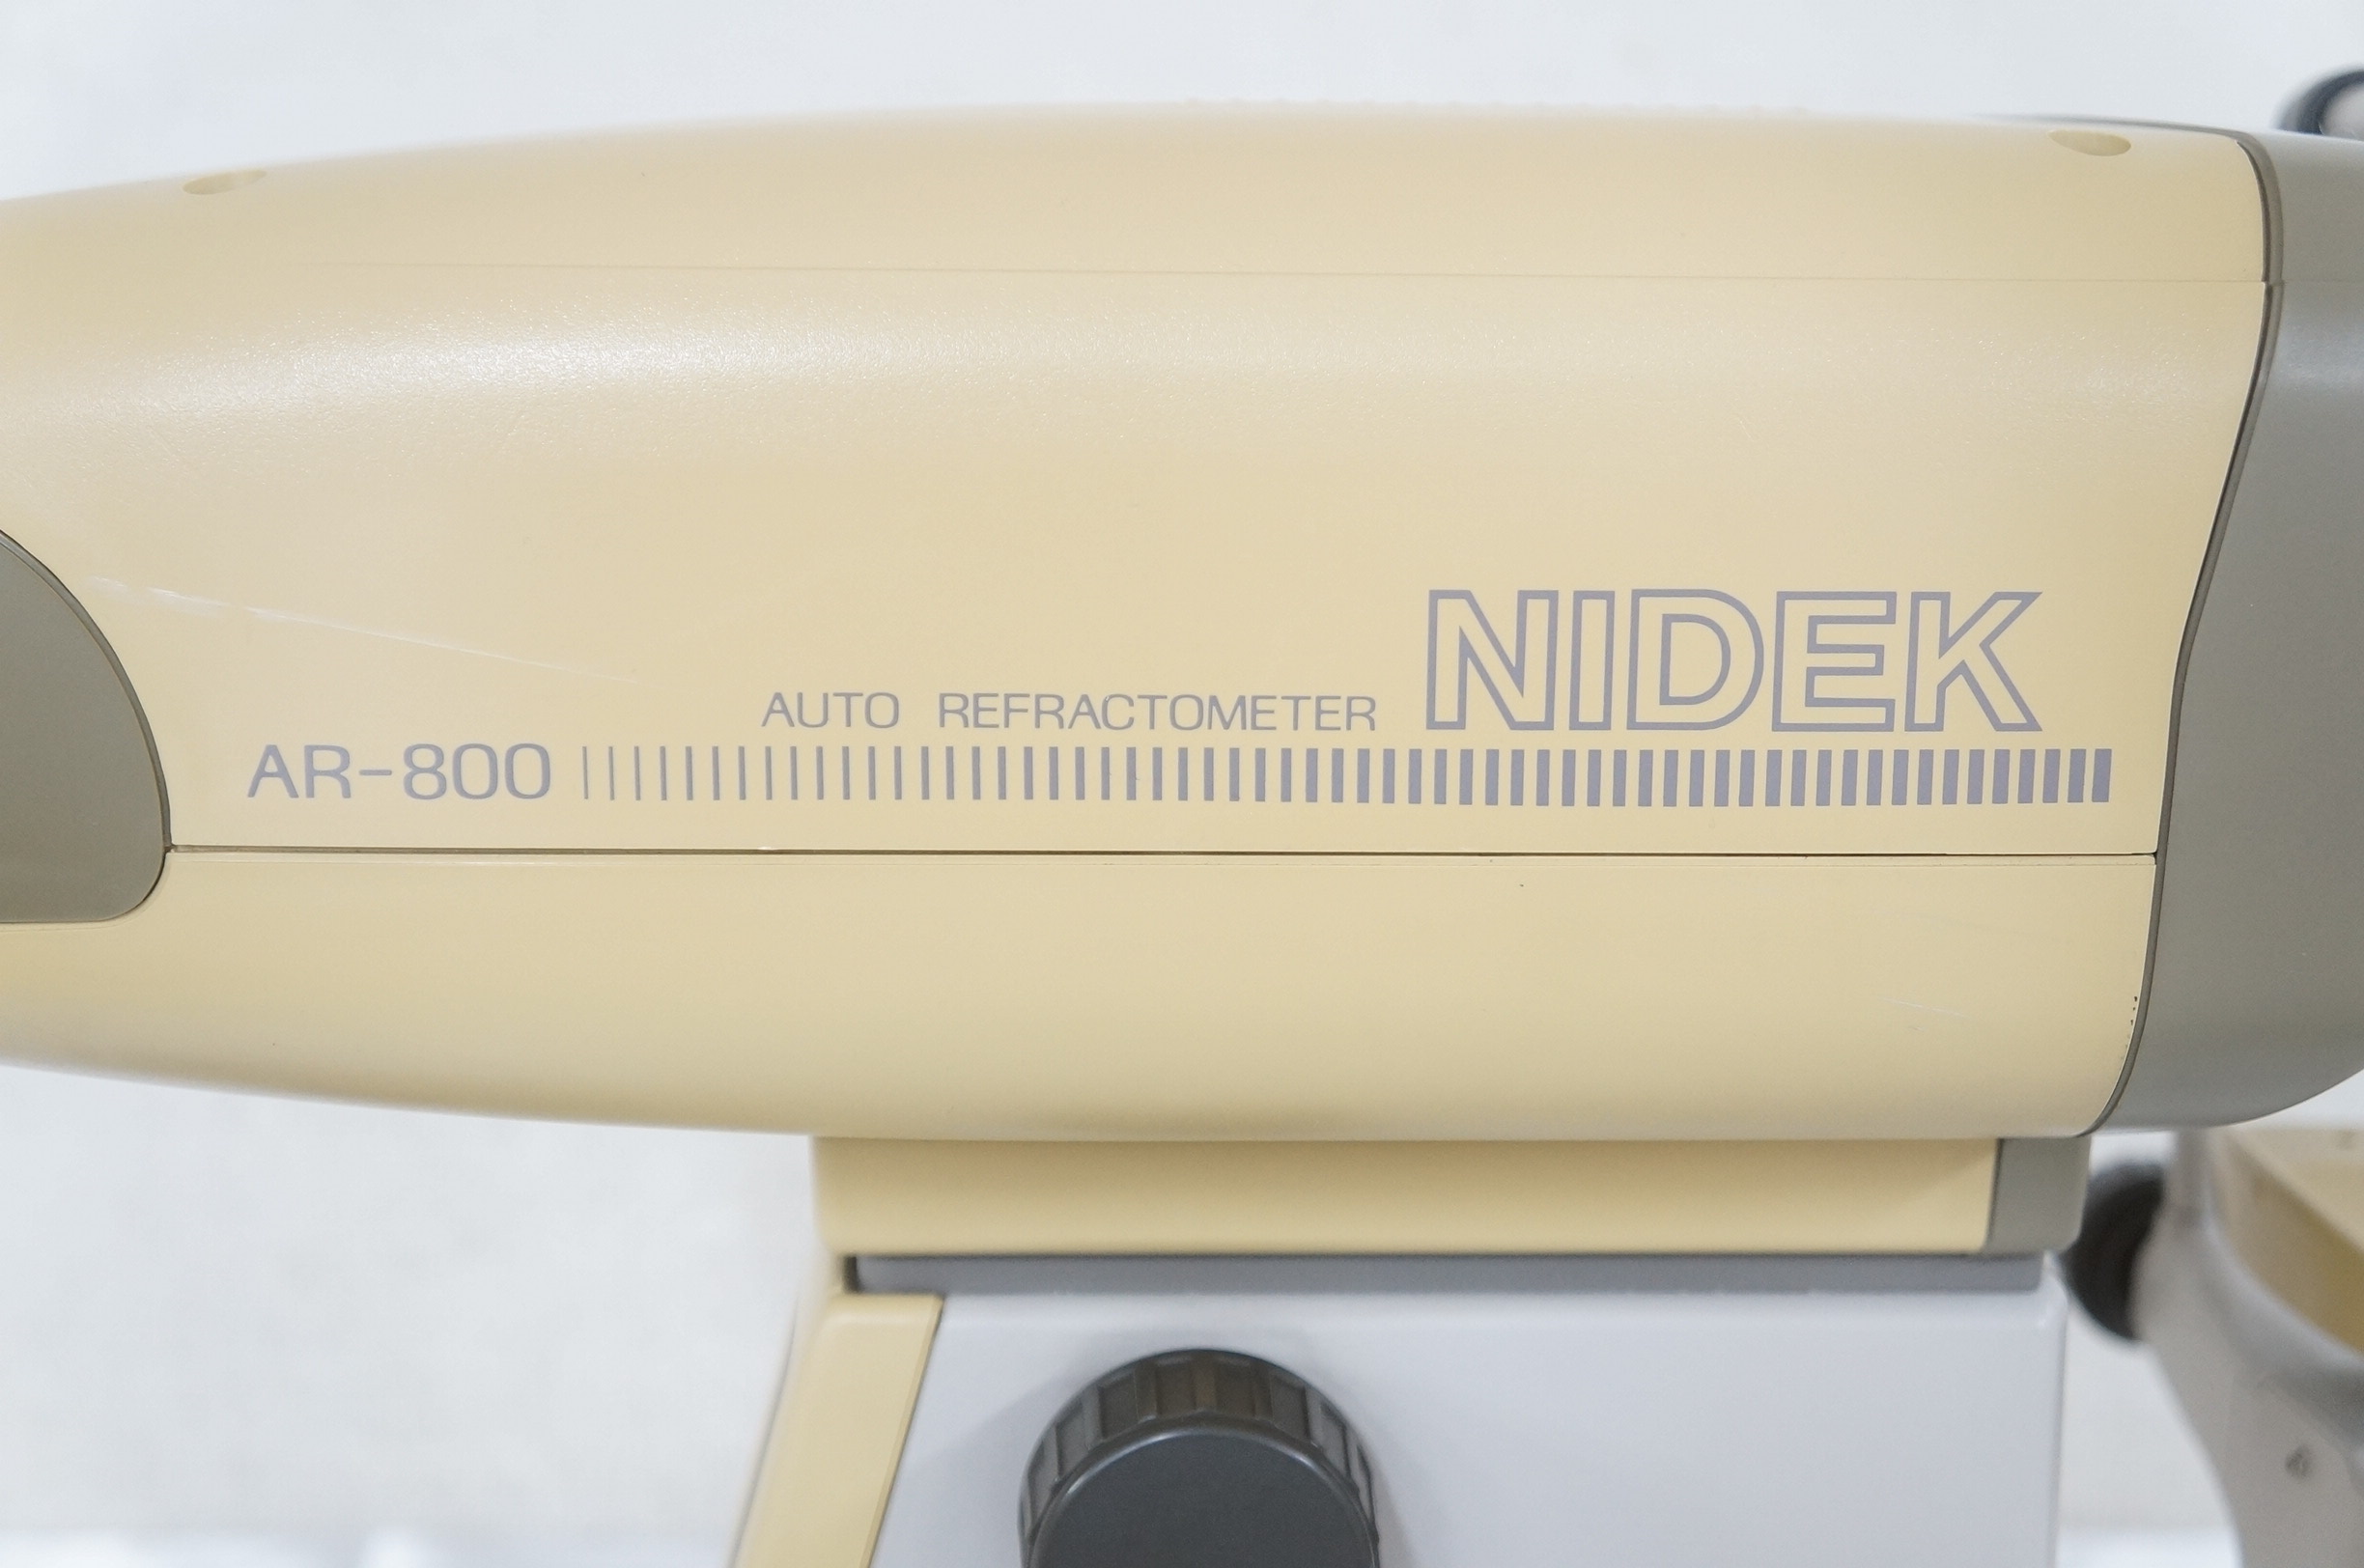 NIDEK
AUTO REFRACTOMETER
AR-800